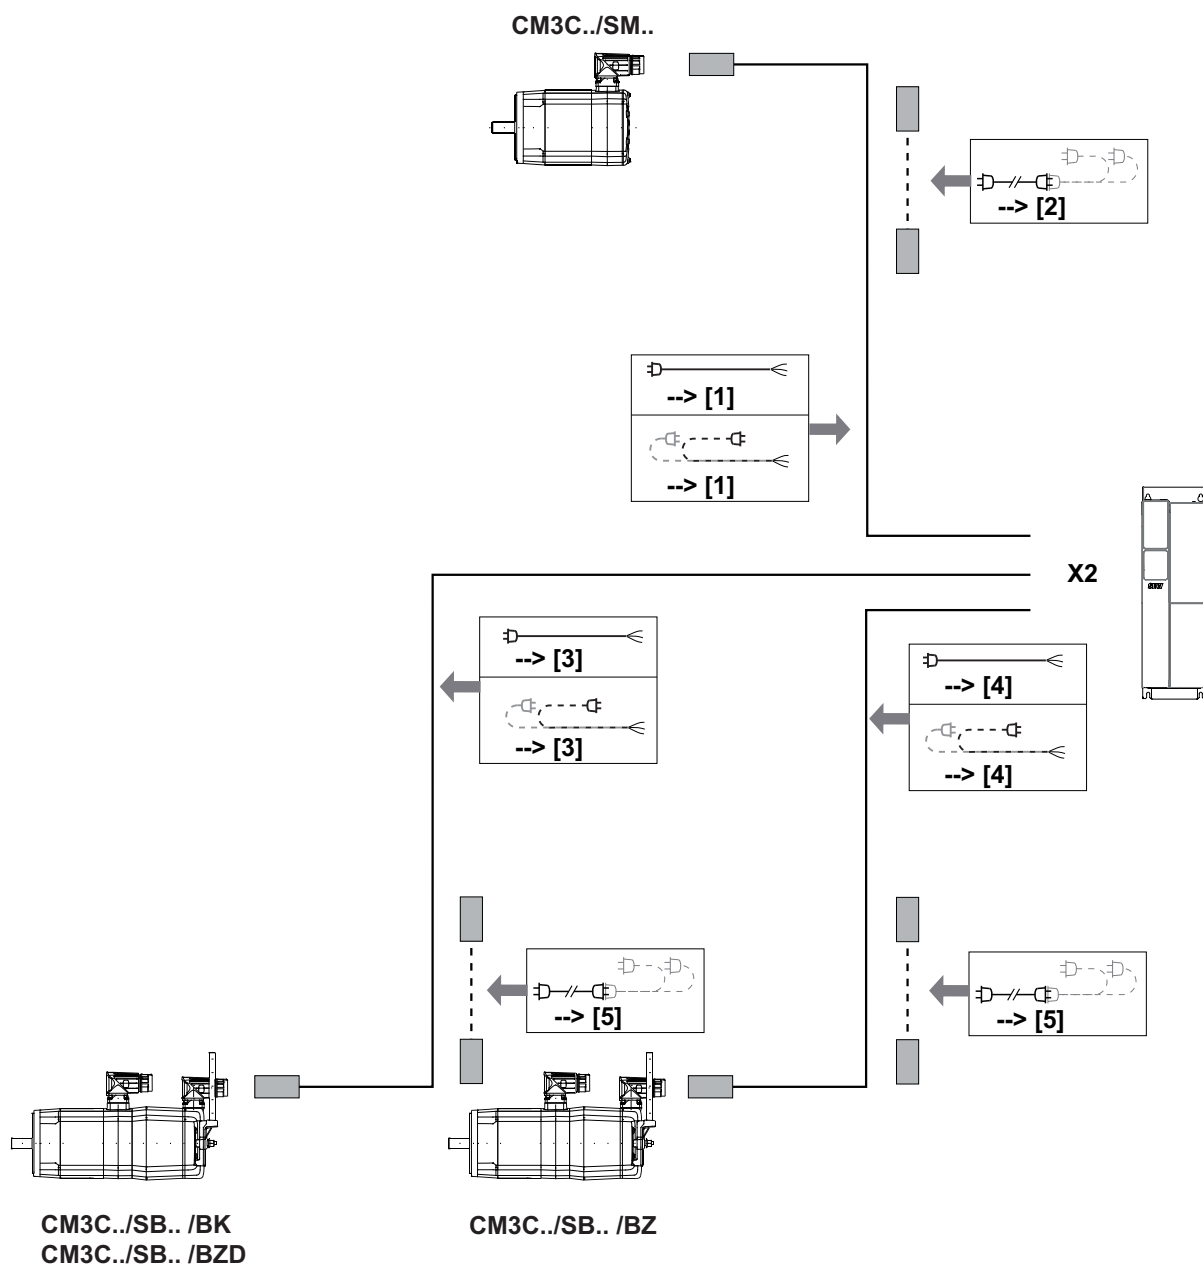 CM3C../SM..
--> [2]
--> [1]
--> [1]
X2
--> [3]
--> [4]
--> [3]
--> [4]
--> [5]
--> [5]
CM3C../SB.. /BK
CM3C../SB.. /BZD
CM3C../SB.. /BZ